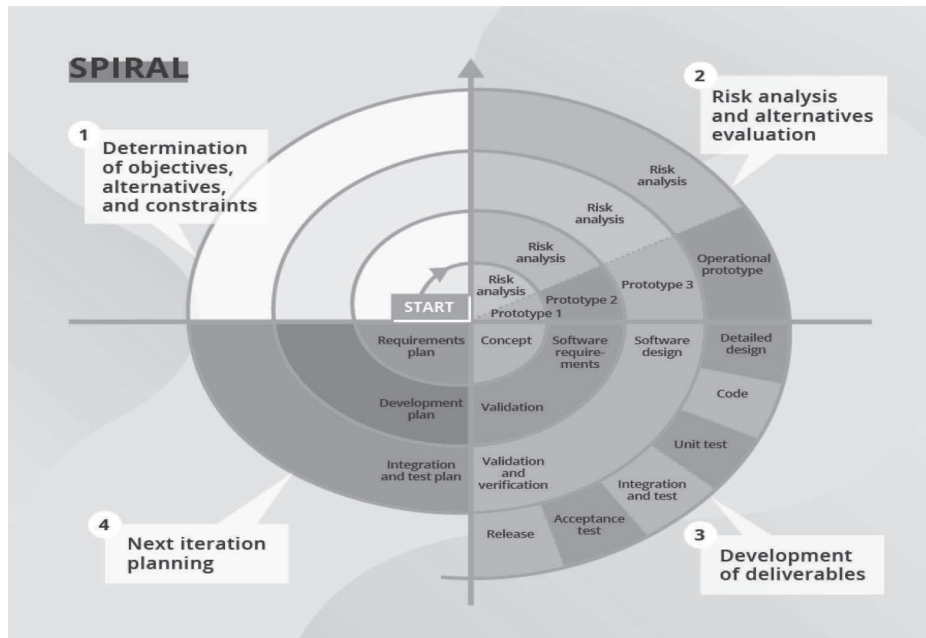 SPIRAL
1
Determination
of objectives,
alternatives,
and constraints
2
Risk analysis
and alternatives
evaluation
Risk
analysis
Risk
analysis
Risk
analysis
Risk
analysis
Operational
prototype
Prototype 3
Prototype 2
Prototype 1
START
Requirements
plan
Concept
Software
require-
ments
Software
design
Detailed
design
Code
Unit test
Integration
and test
Acceptance
test
Release
Development
plan
Validation
Integration
and test plan
Validation
and
verification
4
Next iteration
planning
3
Development
of deliverables